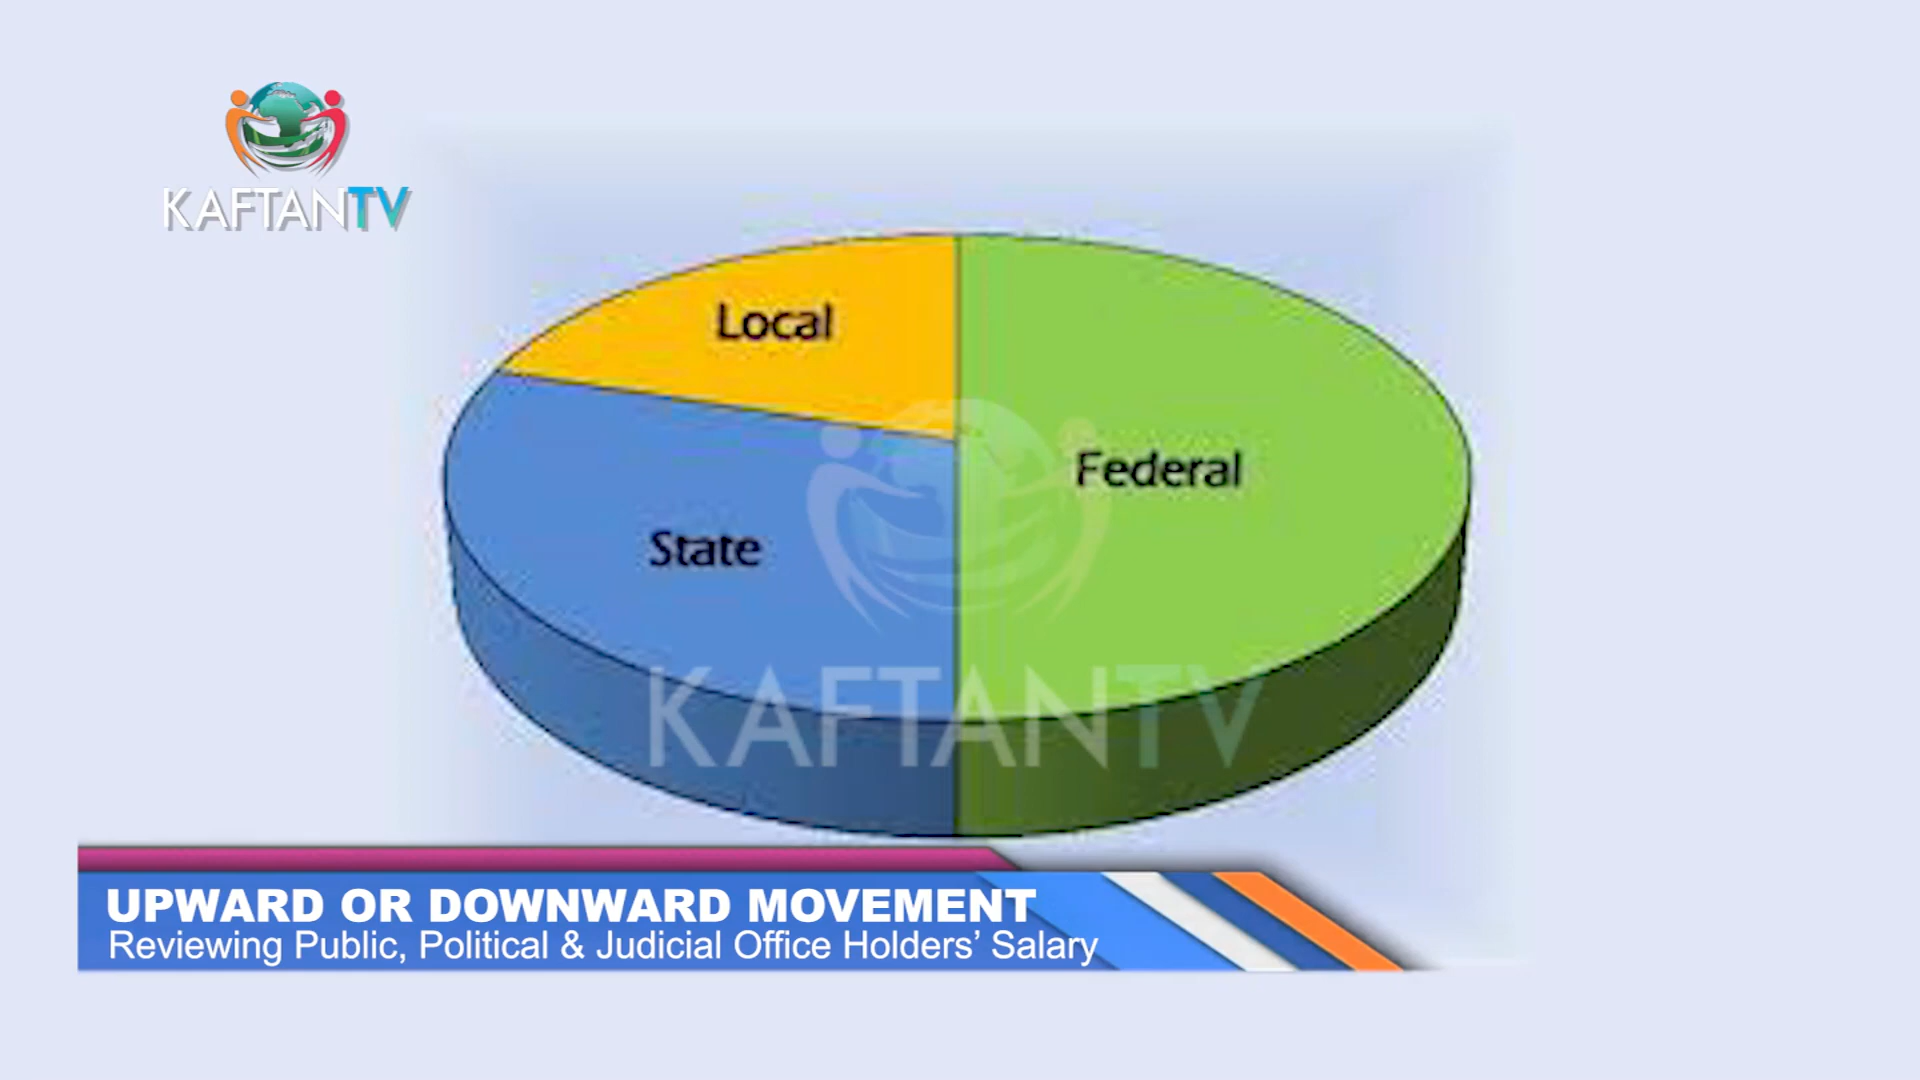 KAFTANTV
Local
Federal
State
KAFTANTV
UPWARD OR DOWNWARD MOVEMENT
Reviewing Public, Political & Judicial Office Holders’ Salary